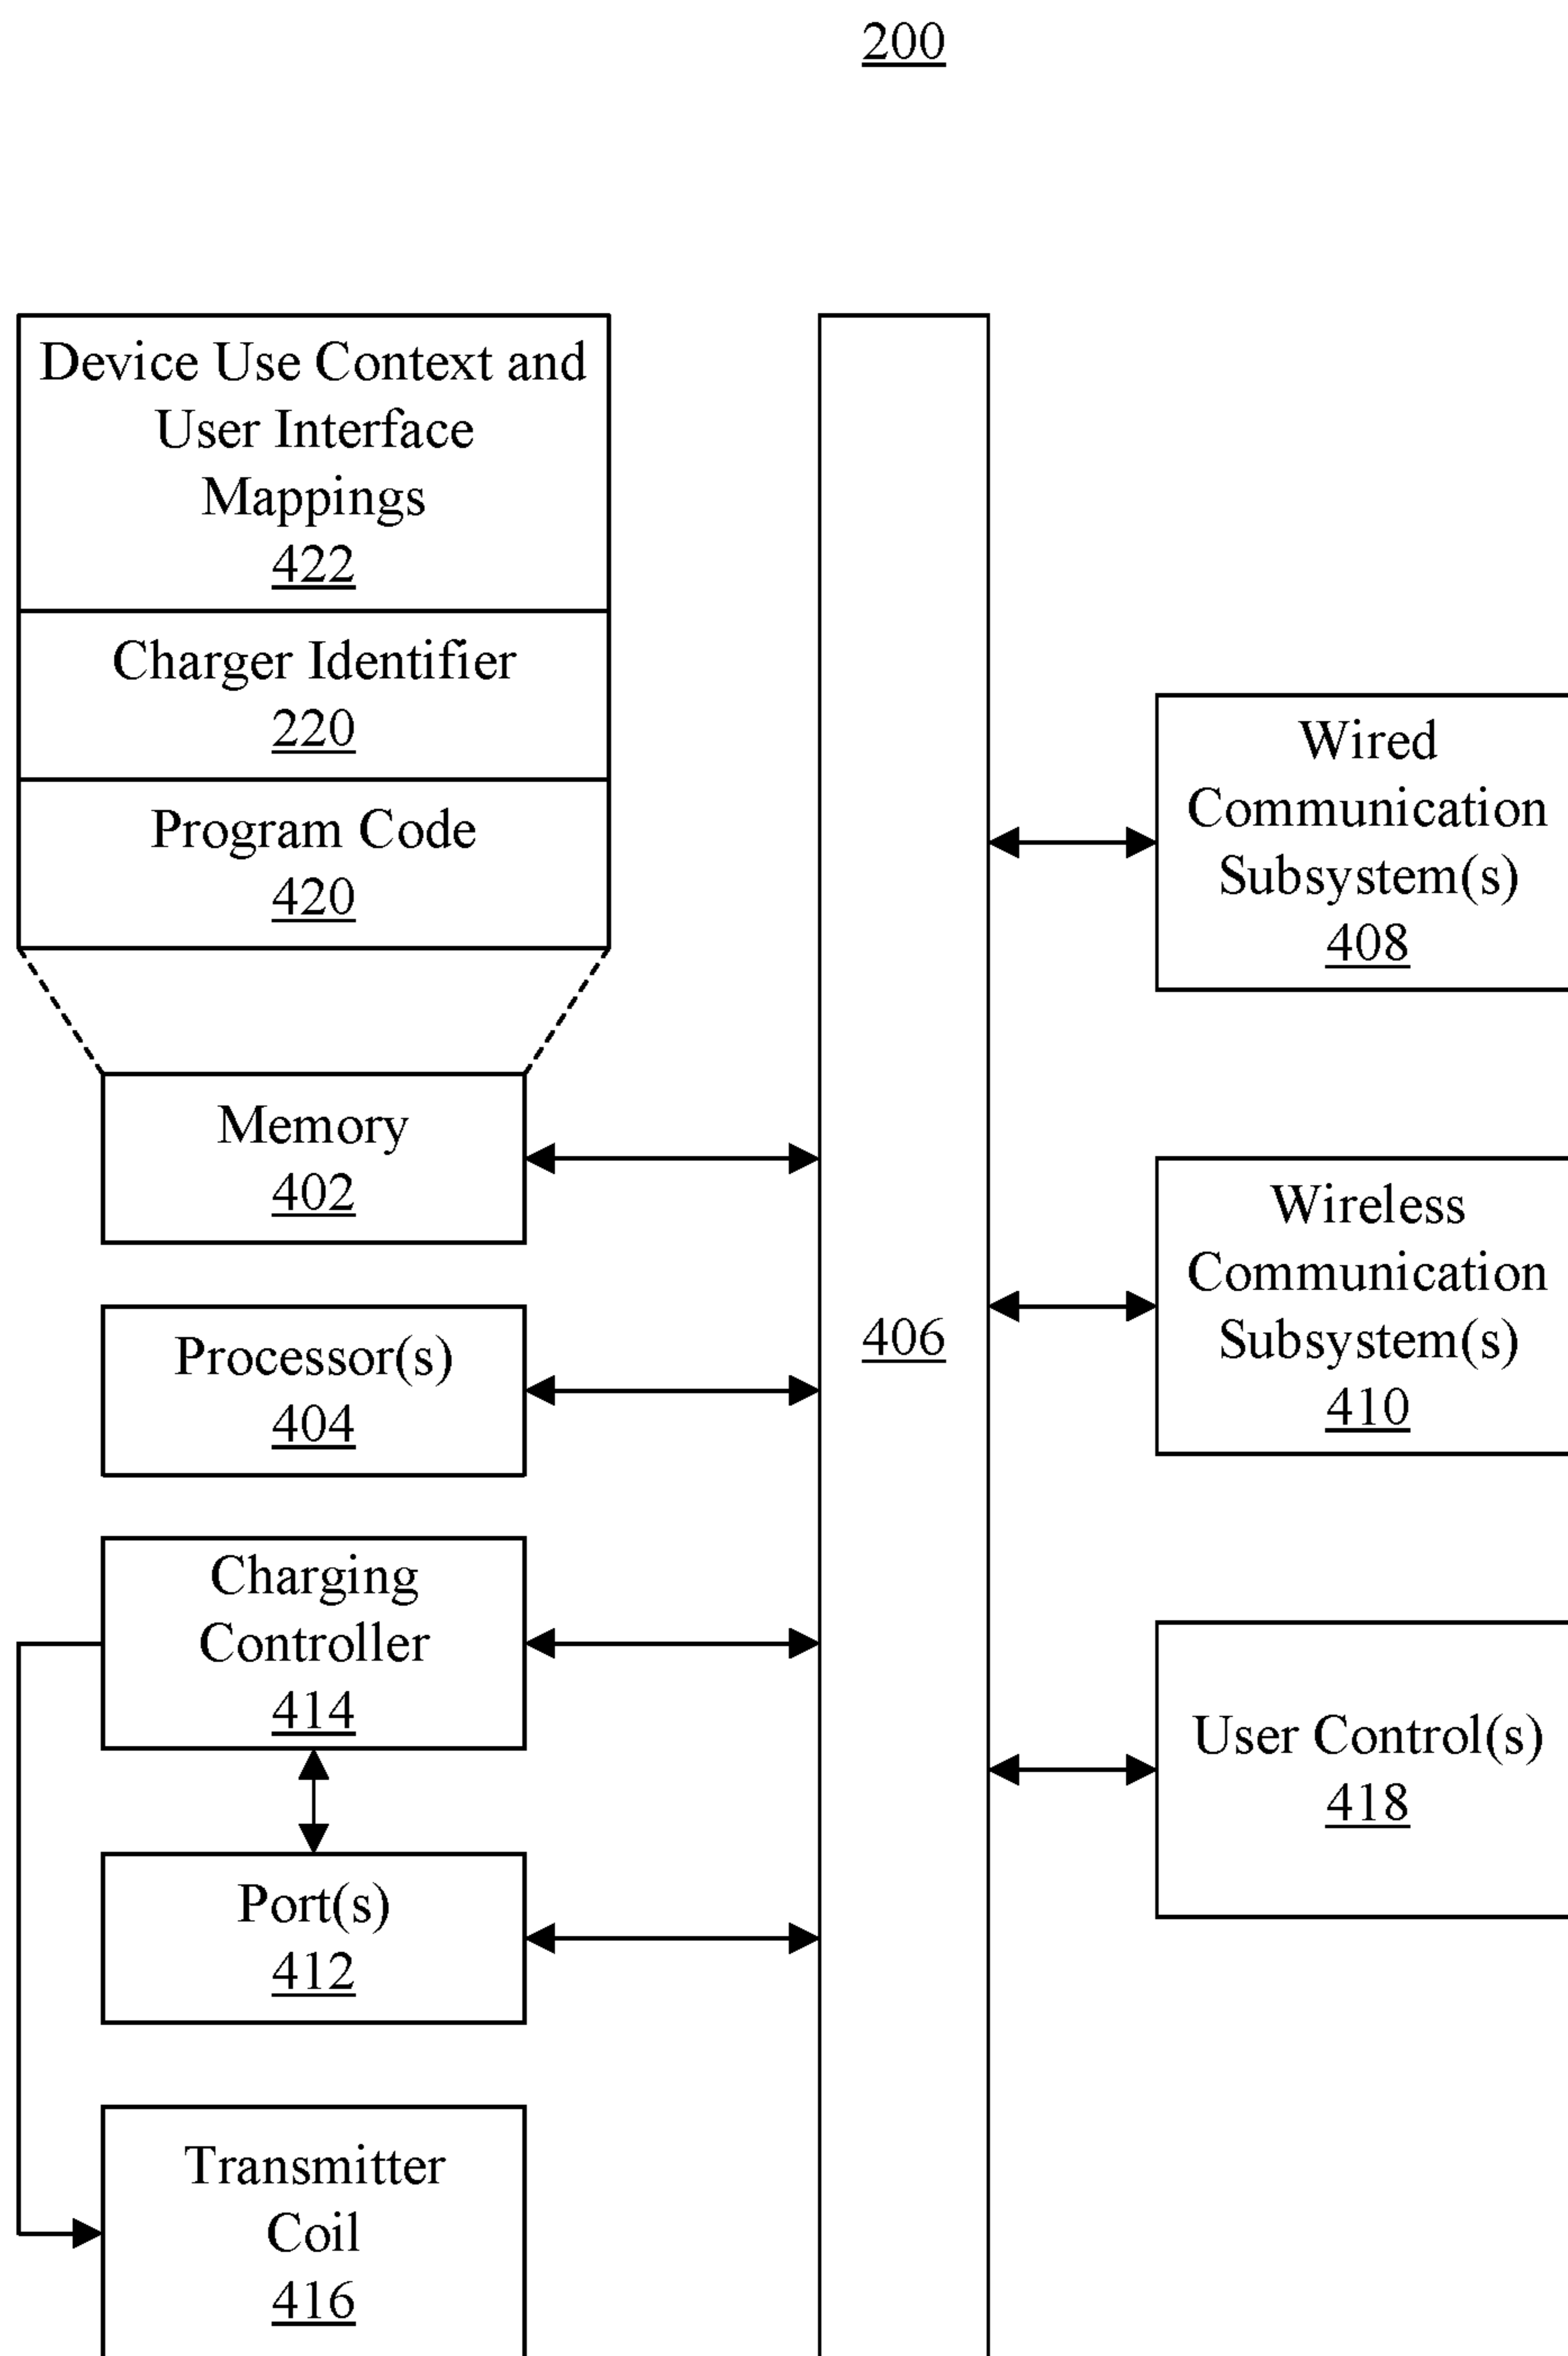 200
Device Use Context and
User Interface
Mappings
422
Charger Identifier
220
Program Code
420
Memory
402
Processor(s)
404
Charging
Controller
414
Port(s)
412
Transmitter
Coil
416
406
Wired
Communication
Subsystem(s)
408
Wireless
Communication
Subsystem(s)
410
User Control(s)
418